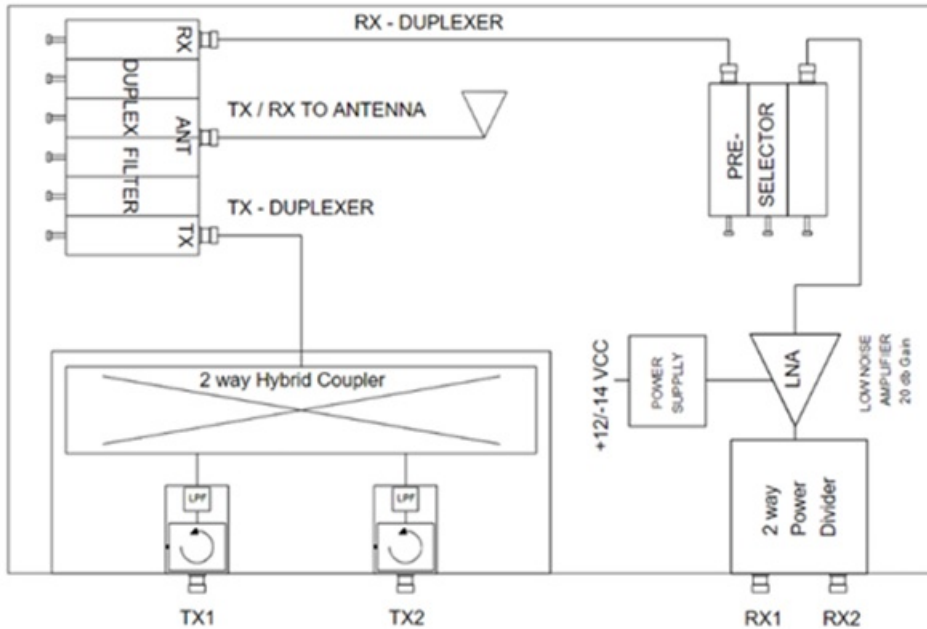 RX - DUPLEXER
RX
DUPLEX FILTER
ANT
TX
TX / RX TO ANTENNA
TX - DUPLEXER
PRE-
SELECTOR
2 way Hybrid Coupler
LPF
LPF
TX1
TX2
+12/-14 VCC
POWER
SUPPLLY
LNA
LOW NOISE
AMPLIFIER
20 db Gain
2 way
Power
Divider
RX1
RX2